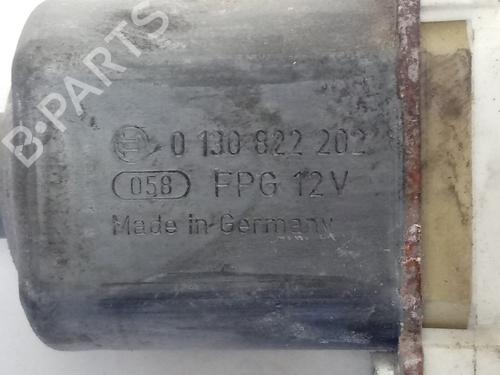 B·PARTS
0 130 822 202
058 FPG 12V
Made in Germany